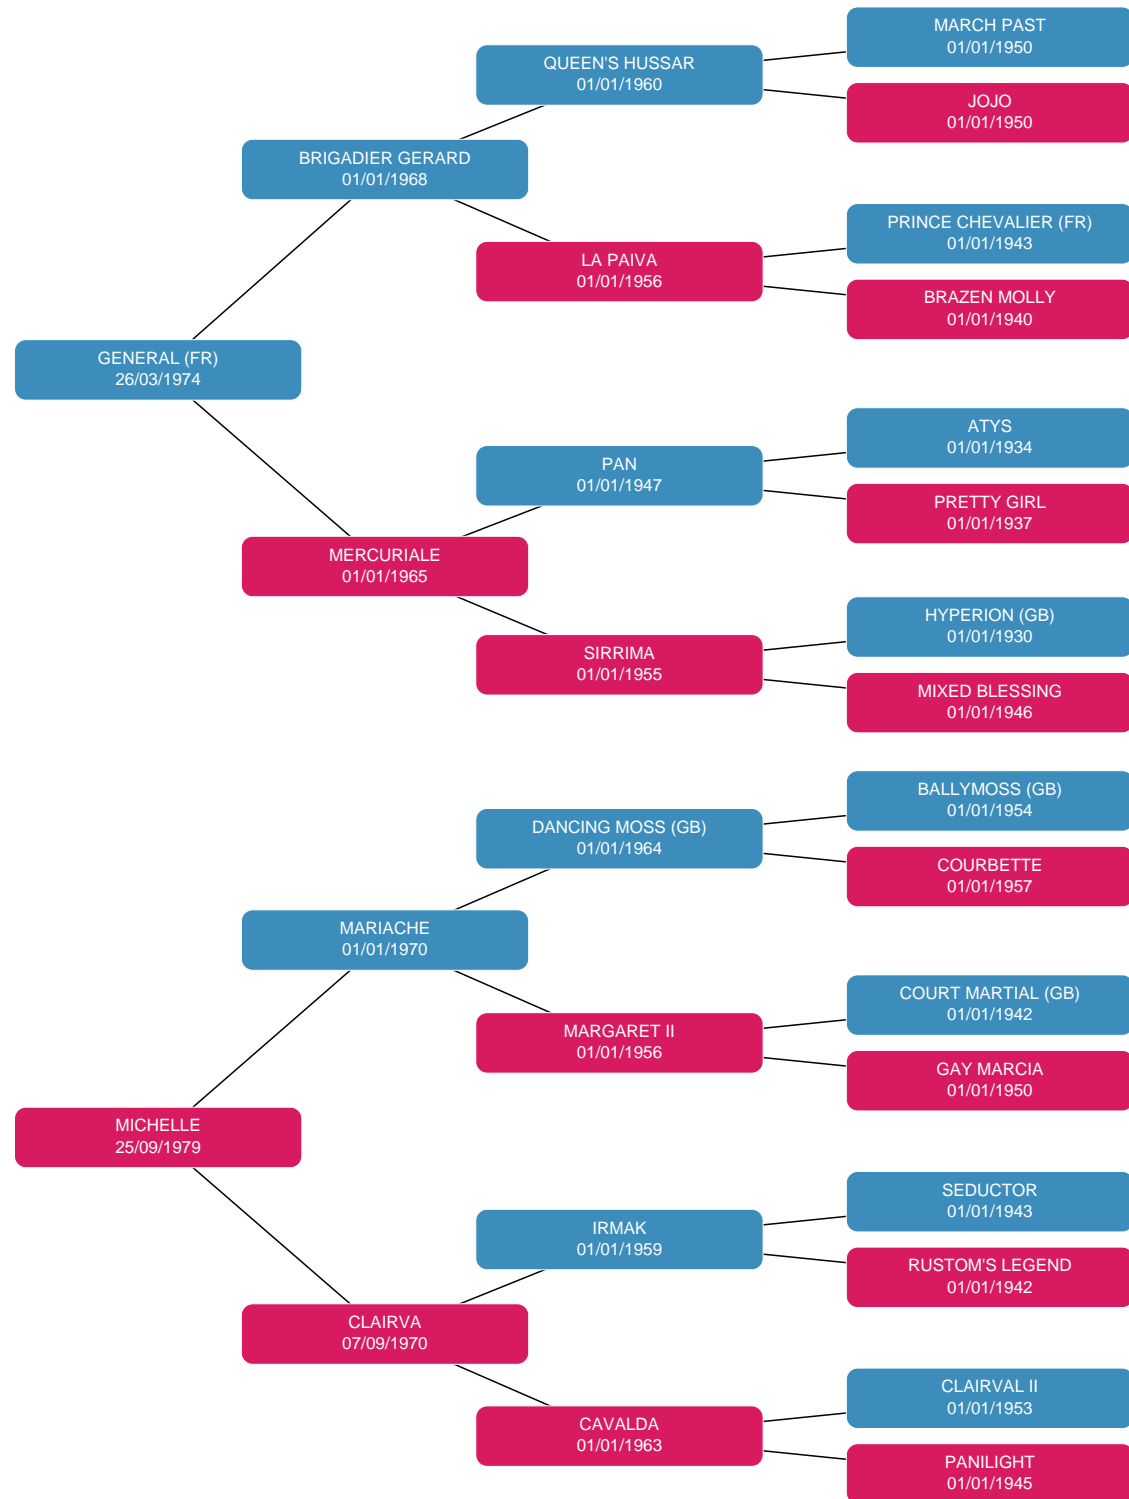 MARCH PAST
01/01/1950
QUEEN'S HUSSAR
01/01/1960
JOJO
01/01/1950
BRIGADIER GERARD
01/01/1968
PRINCE CHEVALIER (FR)
01/01/1943
LA PAIVA
01/01/1956
BRAZEN MOLLY
01/01/1940
GENERAL (FR)
26/03/1974
ATYS
01/01/1934
PAN
01/01/1947
PRETTY GIRL
01/01/1937
MERCURIALE
01/01/1965
HYPERION (GB)
01/01/1930
SIRRIMA
01/01/1955
MIXED BLESSING
01/01/1946
BALLYMOSS (GB)
01/01/1954
DANCING MOSS (GB)
01/01/1964
COURBETTE
01/01/1957
MARIACHE
01/01/1970
COURT MARTIAL (GB)
01/01/1942
MARGARET II
01/01/1956
GAY MARCIA
01/01/1950
MICHELLE
25/09/1979
SEDUCTOR
01/01/1943
IRMAK
01/01/1959
RUSTOM'S LEGEND
01/01/1942
CLAIRVA
07/09/1970
CLAIRVAL II
01/01/1953
CAVALDA
01/01/1963
PANILIGHT
01/01/1945